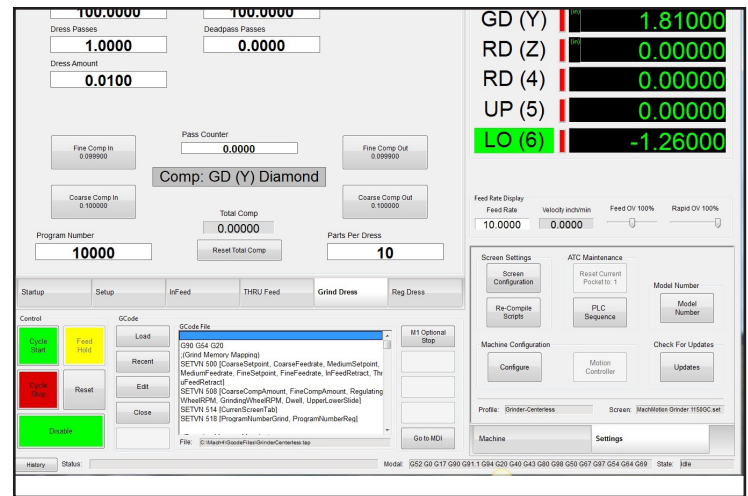 100.0000 100.0000
Dress Passes Deadpass Passes
1.0000 0.0000
Dress Amount
0.0100
Fine Comp In
0.099900
Pass Counter
0.0000
Fine Comp Out
0.099900
Comp: GD (Y) Diamond
Coarse Comp In
0.100000
Total Comp
0.00000
Coarse Comp Out
0.100000
Program Number
10000
Reset Total Comp
Parts Per Dress
10
Startup Setup InFeed THRU Feed Grind Dress Reg Dress
Control
Cycle
Start
Feed
Hold
Cycle
Stop
Reset
Disable
GCode
Load
Recent
Edit
Close
GCode File
G90 G54 G20
;(Grind Memory Mapping)
SETVN 500 [CoarseSetpoint, CoarseFeedrate, MediumSetpoint,
MediumFeedrate, FineSetpoint, FineFeedrate, InFeedRetract, Thr
uFeedRetract]
SETVN 508 [CoarseCompAmount, FineCompAmount, Regulating
WheelRPM, GrindingWheelRPM, Dwell, UpperLowerSlide]
SETVN 514 [CurrenScreenTab]
SETVN 518 [ProgramNumberGrind, ProgramNumberReg]
File: C:\Mach4\GcodeFiles\GrinderCenterless.tap
M1 Optional
Stop
Go to MDI
GD (Y) (in) 1.81000
RD (Z) (in) 0.00000
RD (4) 0.00000
UP (5) 0.00000
LO (6) -1.26000
Feed Rate Display
Feed Rate Velocity inch/min Feed OV 100% Rapid OV 100%
10.0000 0.0000
Screen Settings
Screen
Configuration
Re-Compile
Scripts
ATC Maintenance
Reset Current
Pocket to: 1
PLC
Sequence
Model Number
Model
Number
Machine Configuration
Configure
Motion
Controller
Check For Updates
Updates
Profile: Grinder-Centerless Screen: MachMotion Grinder 1150GC.set
Machine Settings
History Status: Modal: G52 G0 G17 G90 G91.1 G94 G20 G40 G43 G80 G98 G50 G67 G97 G54 G64 G69 State: Idle